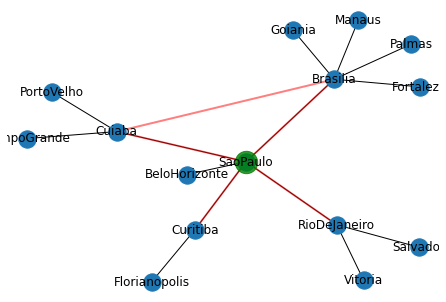 Manaus
Goiania
Palmas
Brasilia
Fortalez
PortoVelho
Cuiaba
mpoGrande
SaoPaulo
BeloHorizonte
RioDeJaneiro
Curitiba
Salvado
Vitoria
Florianopolis